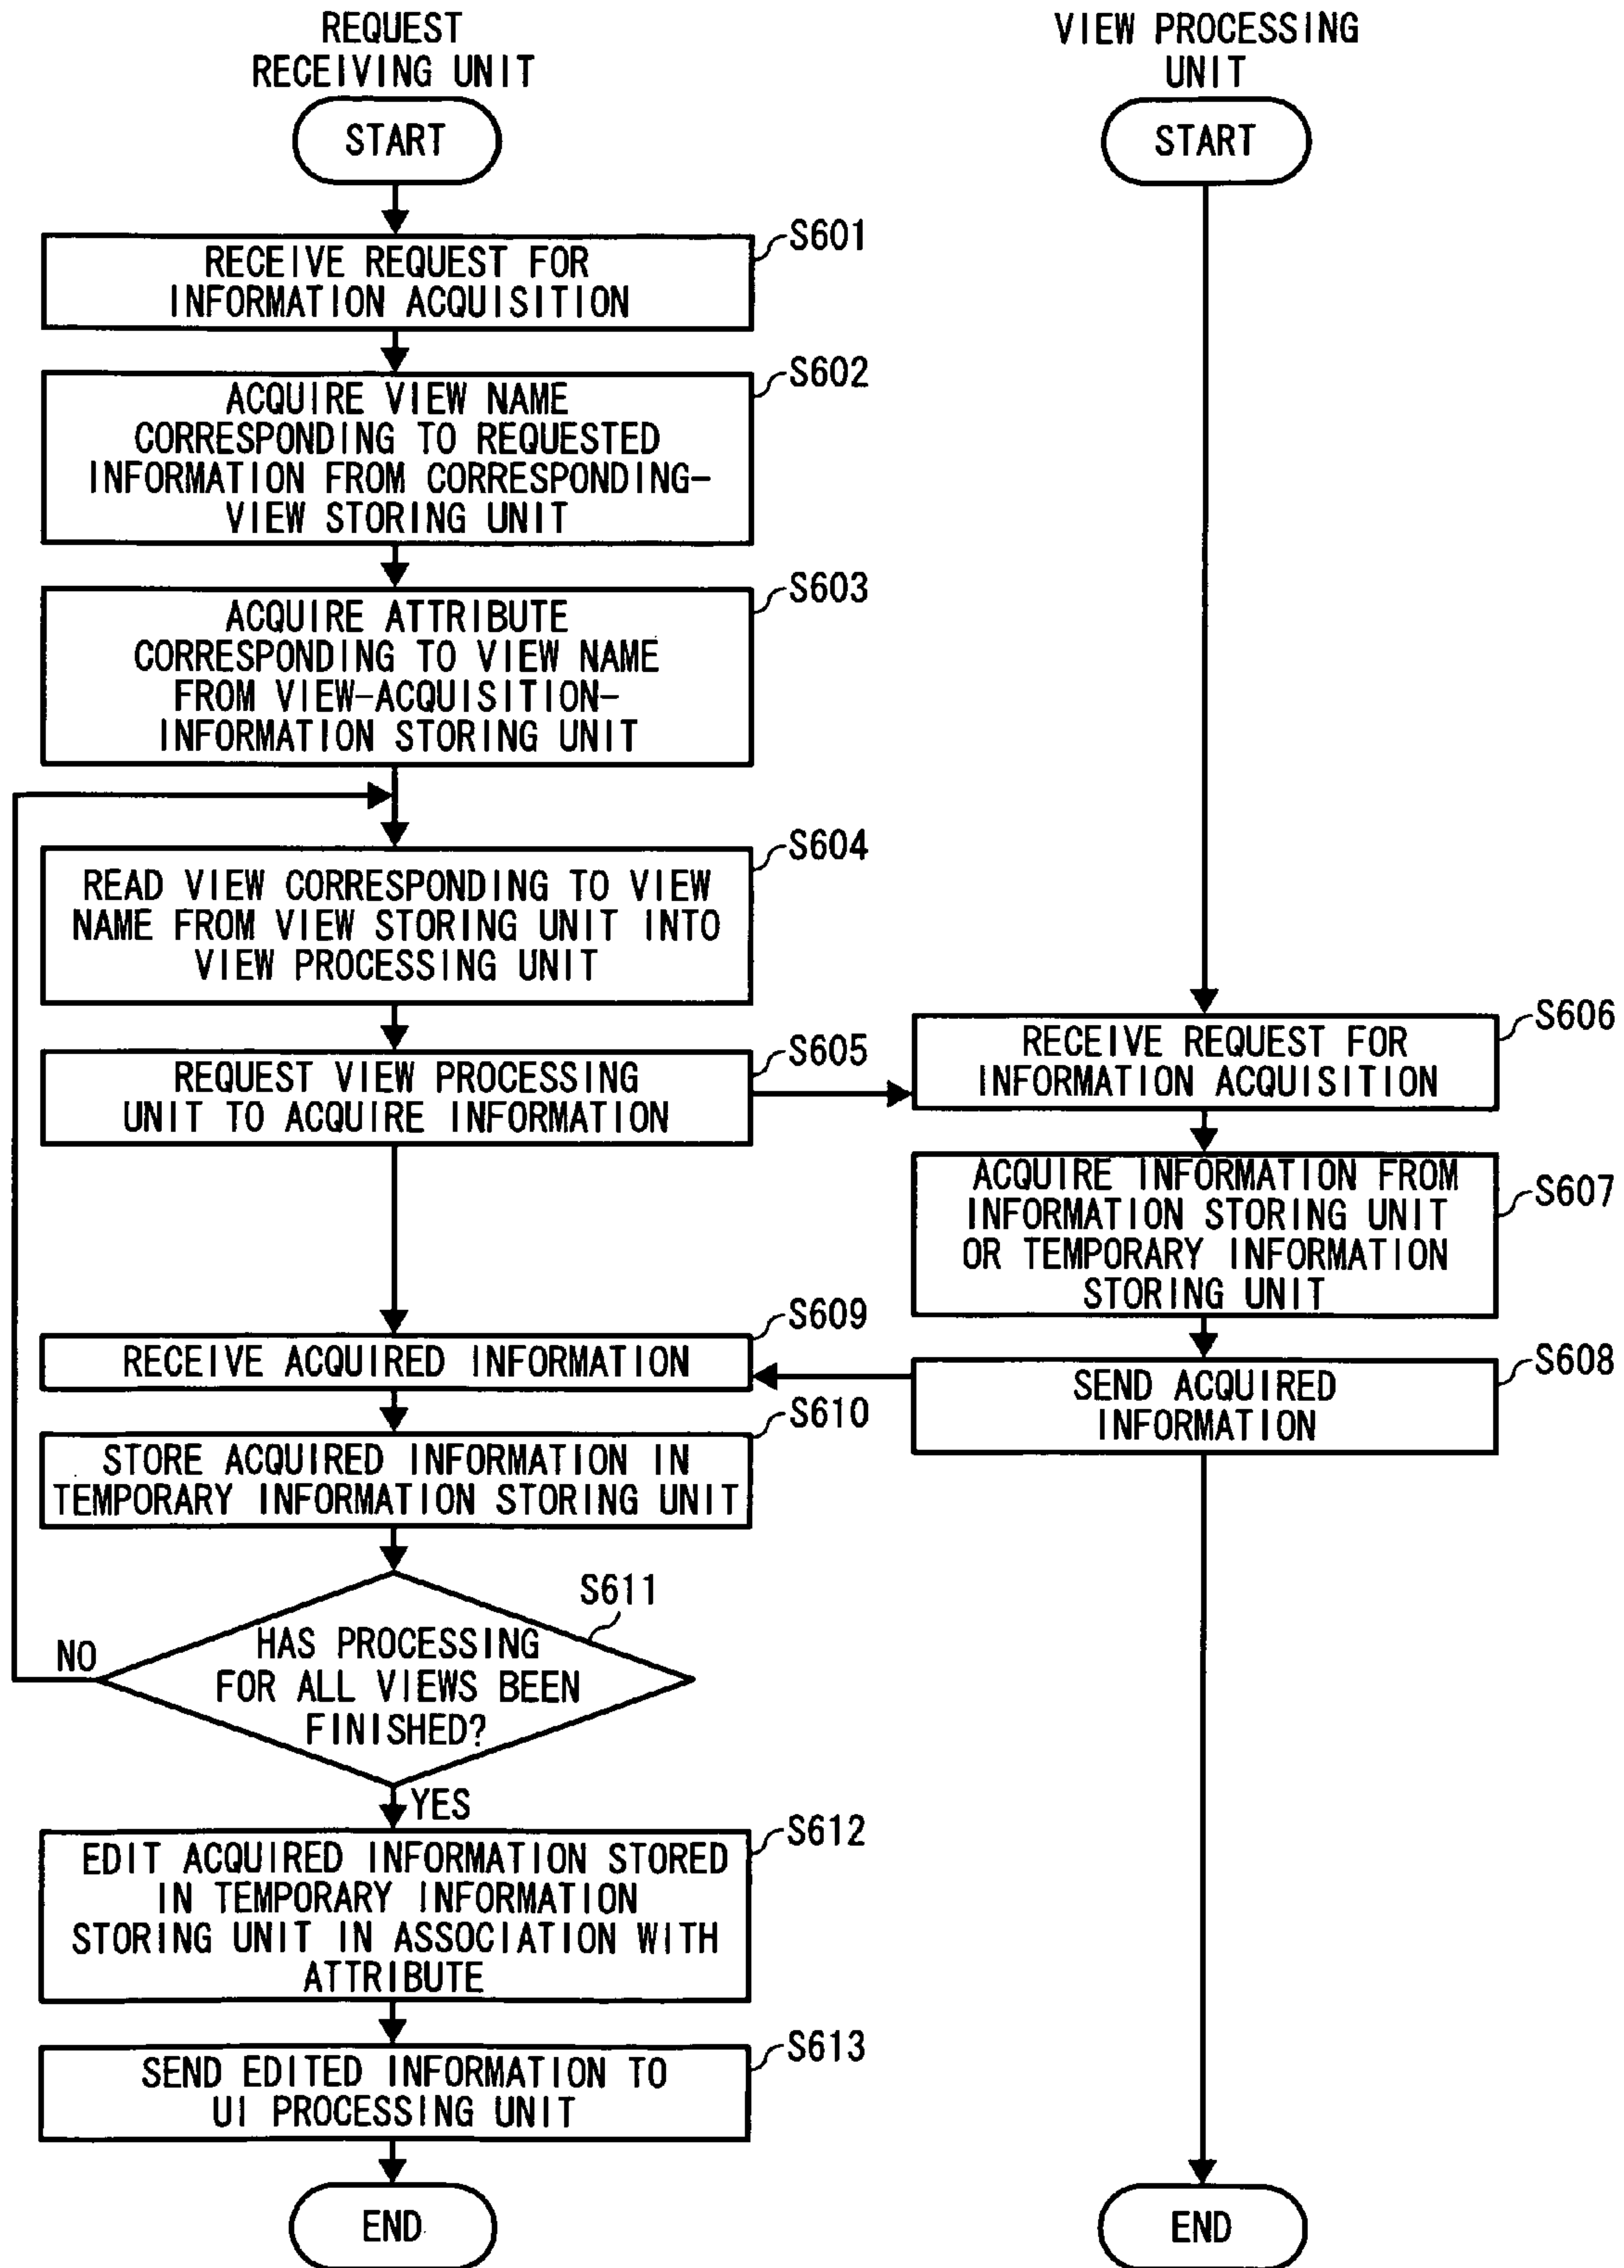 REQUEST
RECEIVING UNIT
START
S601
RECEIVE REQUEST FOR
INFORMATION ACQUISITION
S602
ACQUIRE VIEW NAME
CORRESPONDING TO REQUESTED
INFORMATION FROM CORRESPONDING-
VIEW STORING UNIT
S603
ACQUIRE ATTRIBUTE
CORRESPONDING TO VIEW NAME
FROM VIEW-ACQUISITION-
INFORMATION STORING UNIT
S604
READ VIEW CORRESPONDING TO VIEW
NAME FROM VIEW STORING UNIT INTO
VIEW PROCESSING UNIT
S605
REQUEST VIEW PROCESSING
UNIT TO ACQUIRE INFORMATION
S609
RECEIVE ACQUIRED INFORMATION
S610
STORE ACQUIRED INFORMATION IN
TEMPORARY INFORMATION STORING UNIT
S611
HAS PROCESSING
FOR ALL VIEWS BEEN
FINISHED?
NO
YES
S612
EDIT ACQUIRED INFORMATION STORED
IN TEMPORARY INFORMATION
STORING UNIT IN ASSOCIATION WITH
ATTRIBUTE
S613
SEND EDITED INFORMATION TO
UI PROCESSING UNIT
END
VIEW PROCESSING
UNIT
START
S606
RECEIVE REQUEST FOR
INFORMATION ACQUISITION
S607
ACQUIRE INFORMATION FROM
INFORMATION STORING UNIT
OR TEMPORARY INFORMATION
STORING UNIT
S608
SEND ACQUIRED
INFORMATION
END